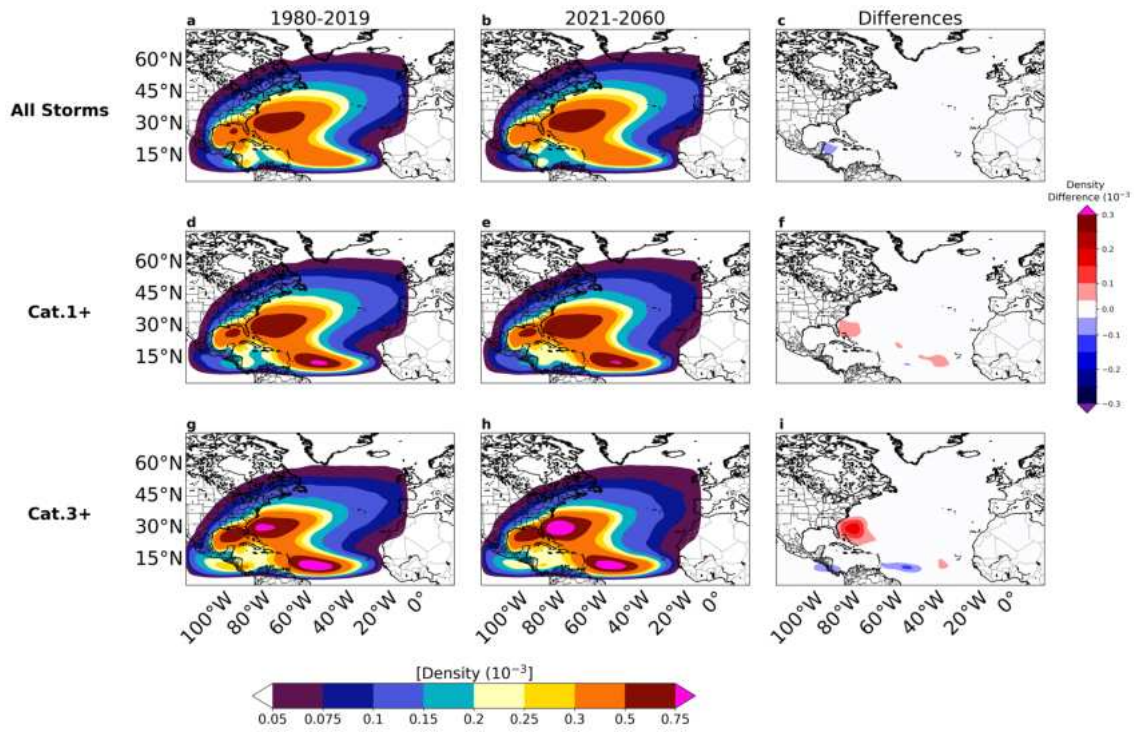 a 1980-2019
b 2021-2060
c Differences
All Storms
60°N
45°N
30°N
15°N
Density
Difference (10⁻³
0.3
0.2
0.1
0.0
−0.1
−0.2
−0.3
d
e
f
Cat.1+
60°N
45°N
30°N
15°N
g
h
i
Cat.3+
60°N
45°N
30°N
15°N
100°W 80°W 60°W 40°W 20°W 0°
100°W 80°W 60°W 40°W 20°W 0°
100°W 80°W 60°W 40°W 20°W 0°
[Density (10⁻³]
0.05 0.075 0.1 0.15 0.2 0.25 0.3 0.5 0.75